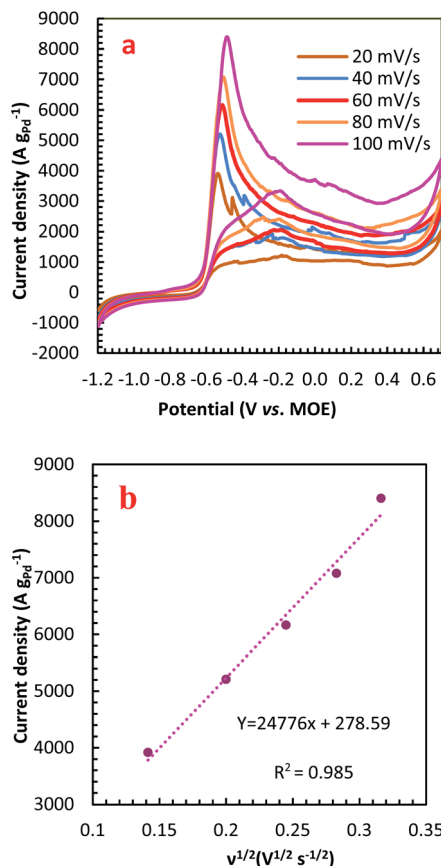 a
9000
8000
7000
6000
5000
4000
3000
2000
1000
0
-1000
-2000
Current density (A gPd-1)
20 mV/s
40 mV/s
60 mV/s
80 mV/s
100 mV/s
-1.2 -1.0 -0.8 -0.6 -0.4 -0.2 0.0 0.2 0.4 0.6
Potential (V vs. MOE)
b
9000
8000
7000
6000
5000
4000
3000
Current density (A gPd-1)
Y=24776x + 278.59
R2 = 0.985
0.1 0.15 0.2 0.25 0.3 0.35
v1/2(V1/2 s-1/2)